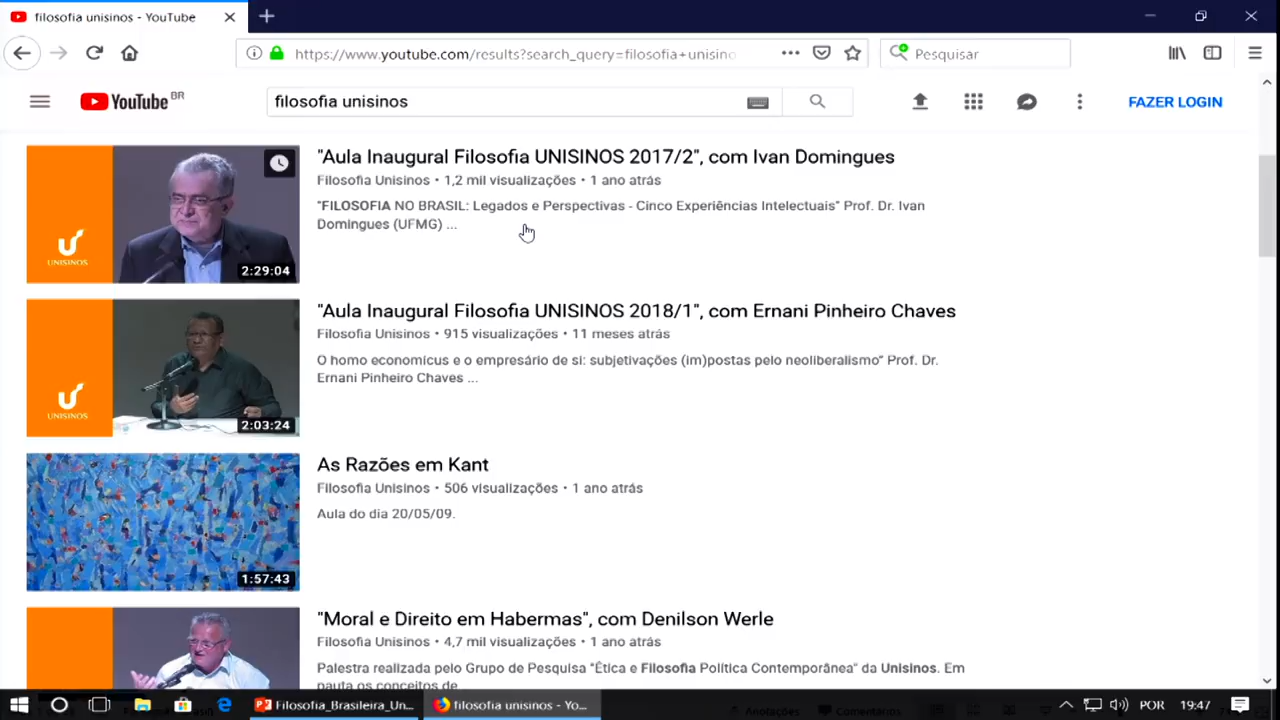 filosofia unisinos - YouTube
https://www.youtube.com/results?search_query=filosofia+unisino
Pesquisar
YouTube BR
filosofia unisinos
FAZER LOGIN
"Aula Inaugural Filosofia UNISINOS 2017/2", com Ivan Domingues
Filosofia Unisinos • 1,2 mil visualizações • 1 ano atrás
"FILOSOFIA NO BRASIL: Legados e Perspectivas - Cinco Experiências Intelectuais" Prof. Dr. Ivan
Domingues (UFMG) ...
UNISINOS
2:29:04
"Aula Inaugural Filosofia UNISINOS 2018/1", com Ernani Pinheiro Chaves
Filosofia Unisinos • 915 visualizações • 11 meses atrás
O homo economicus e o empresário de si: subjetivações (im)postas pelo neoliberalismo" Prof. Dr.
Ernani Pinheiro Chaves ...
UNISINOS
2:03:24
As Razões em Kant
Filosofia Unisinos • 506 visualizações • 1 ano atrás
Aula do dia 20/05/09.
1:57:43
"Moral e Direito em Habermas", com Denilson Werle
Filosofia Unisinos • 4,7 mil visualizações • 1 ano atrás
Palestra realizada pelo Grupo de Pesquisa "Ética e Filosofia Política Contemporânea" da Unisinos. Em
pauta os conceitos de
Filosofia_Brasileira_Un...
filosofia unisinos - Yo...
Anotações
Comentários
POR
19:47